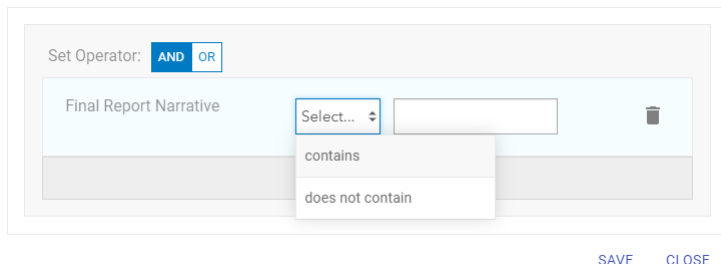 Set Operator: AND OR
Final Report Narrative Select...
contains
does not contain
SAVE CLOSE